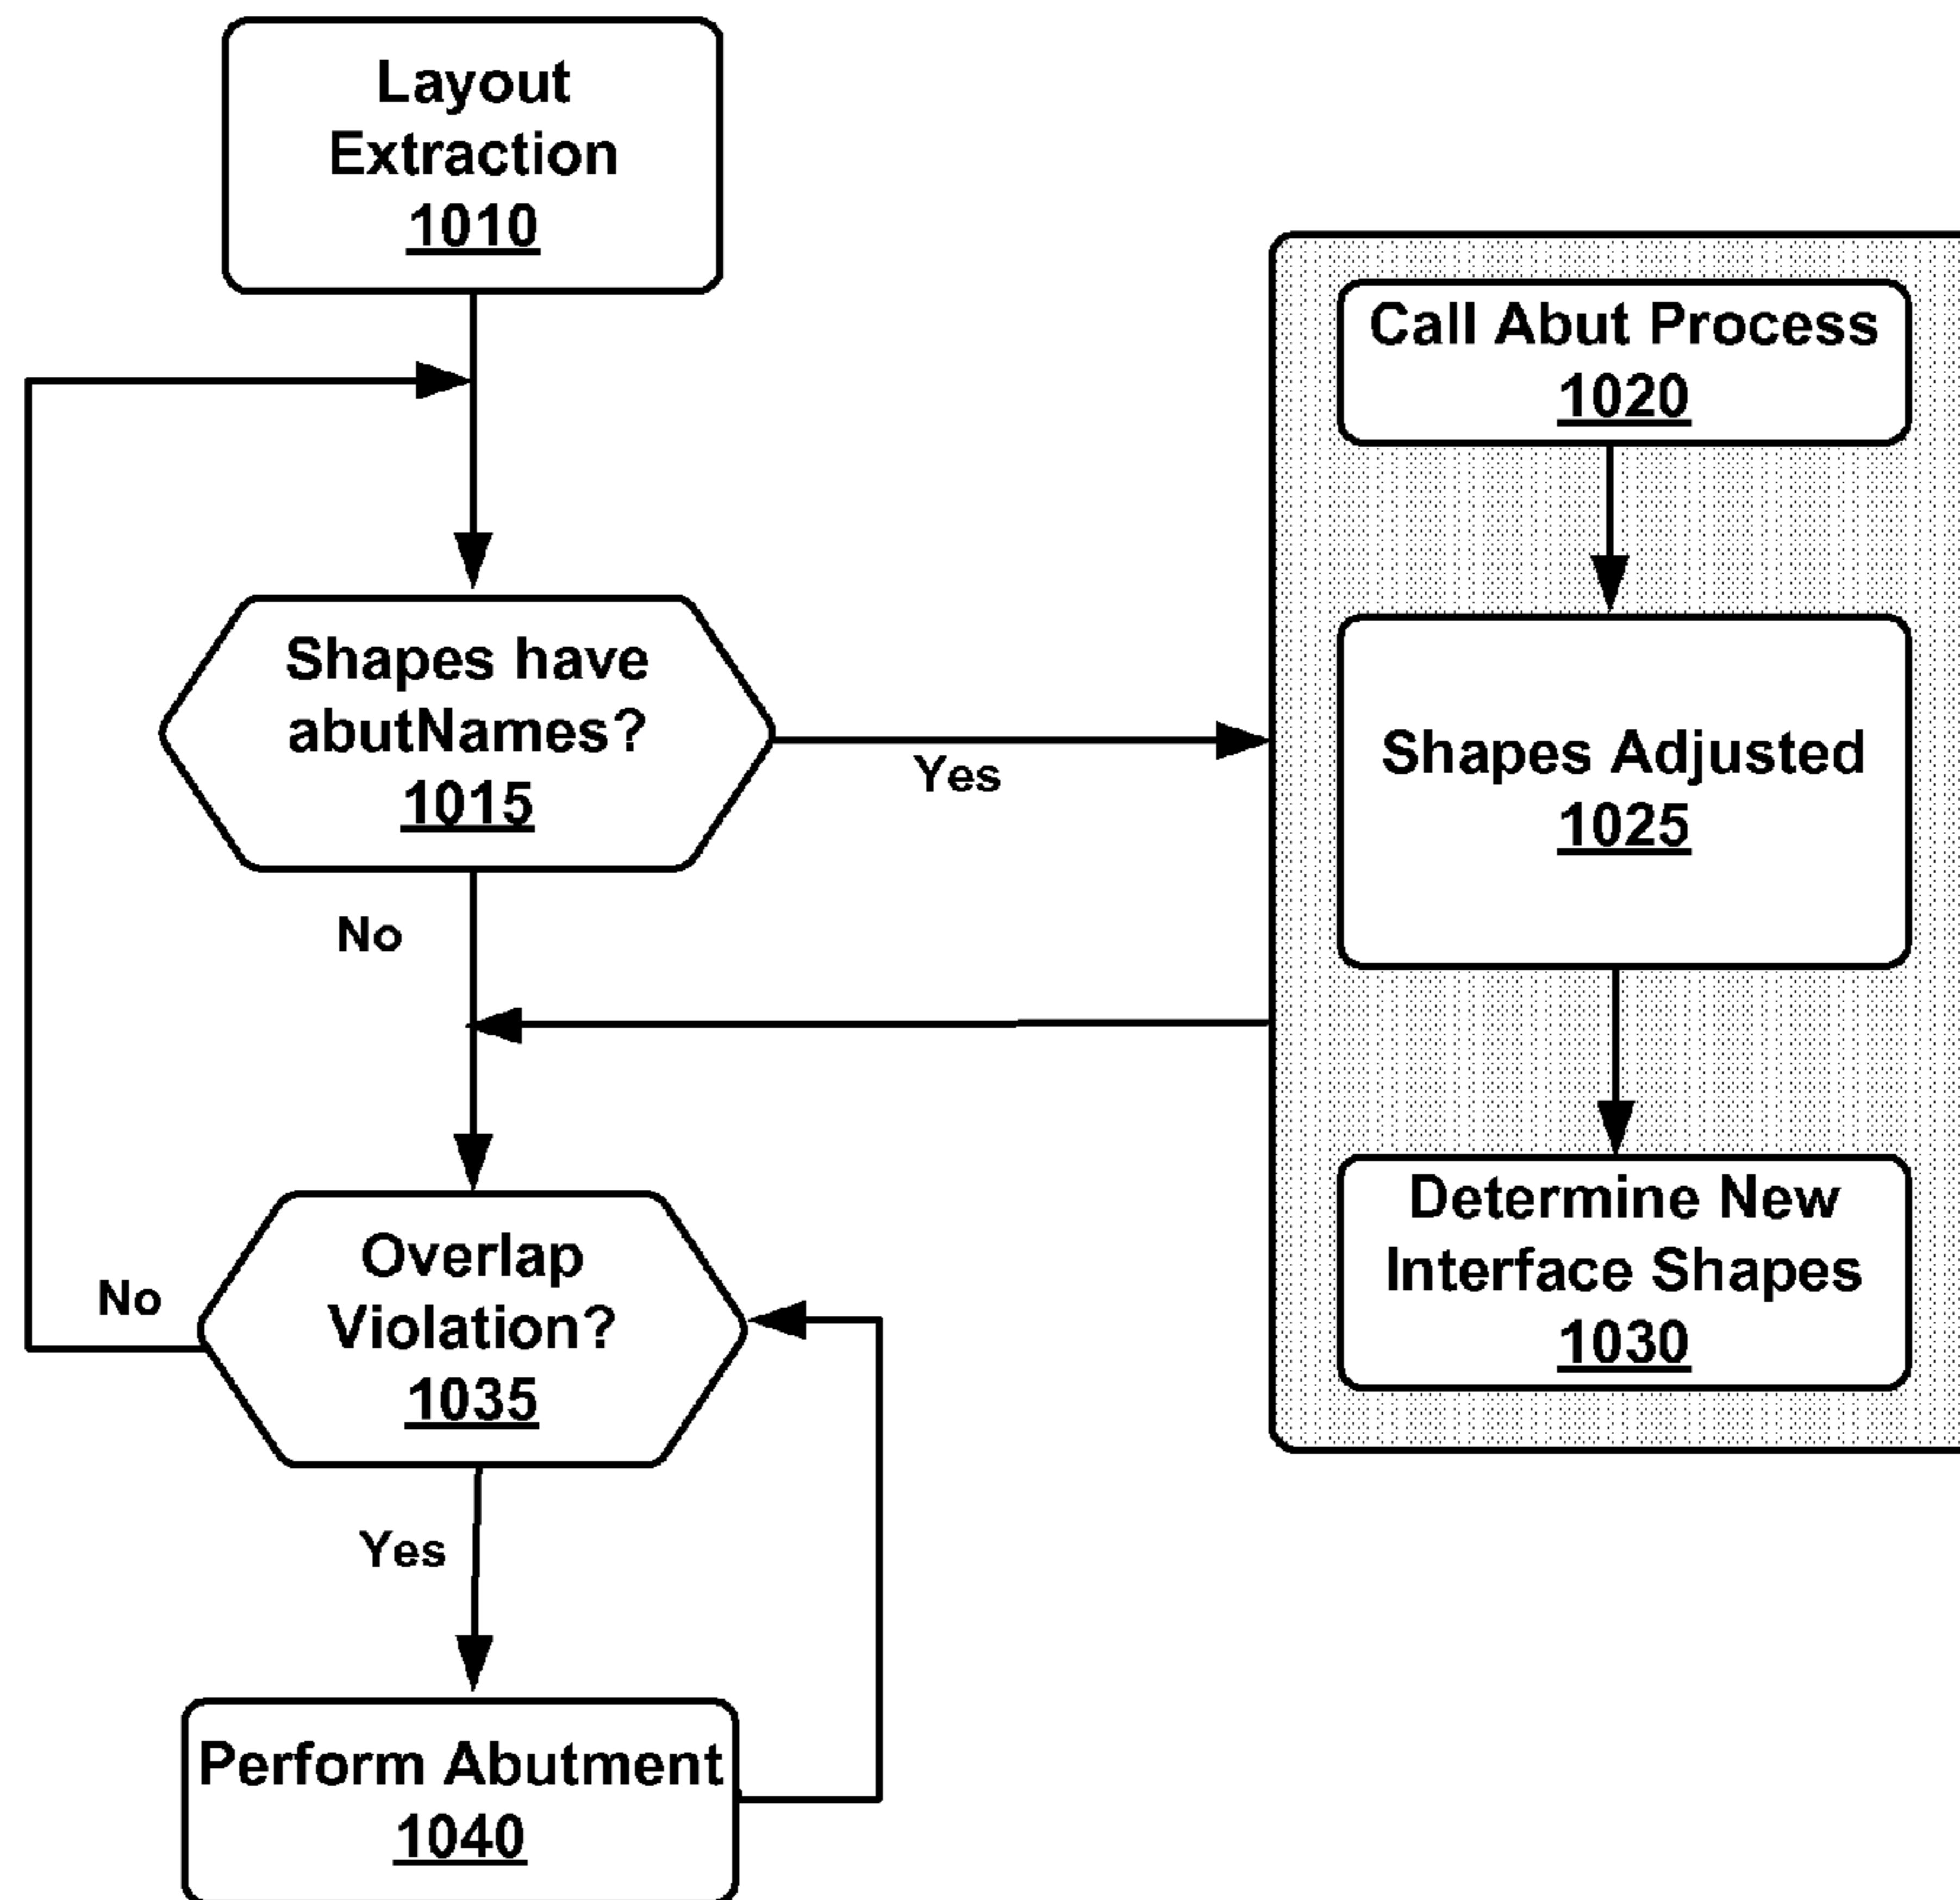 Layout
Extraction
1010
Call Abut Process
1020
Shapes have
abutNames?
1015
Yes
Shapes Adjusted
1025
No
Determine New
Interface Shapes
1030
Overlap
Violation?
1035
No
Yes
Perform Abutment
1040